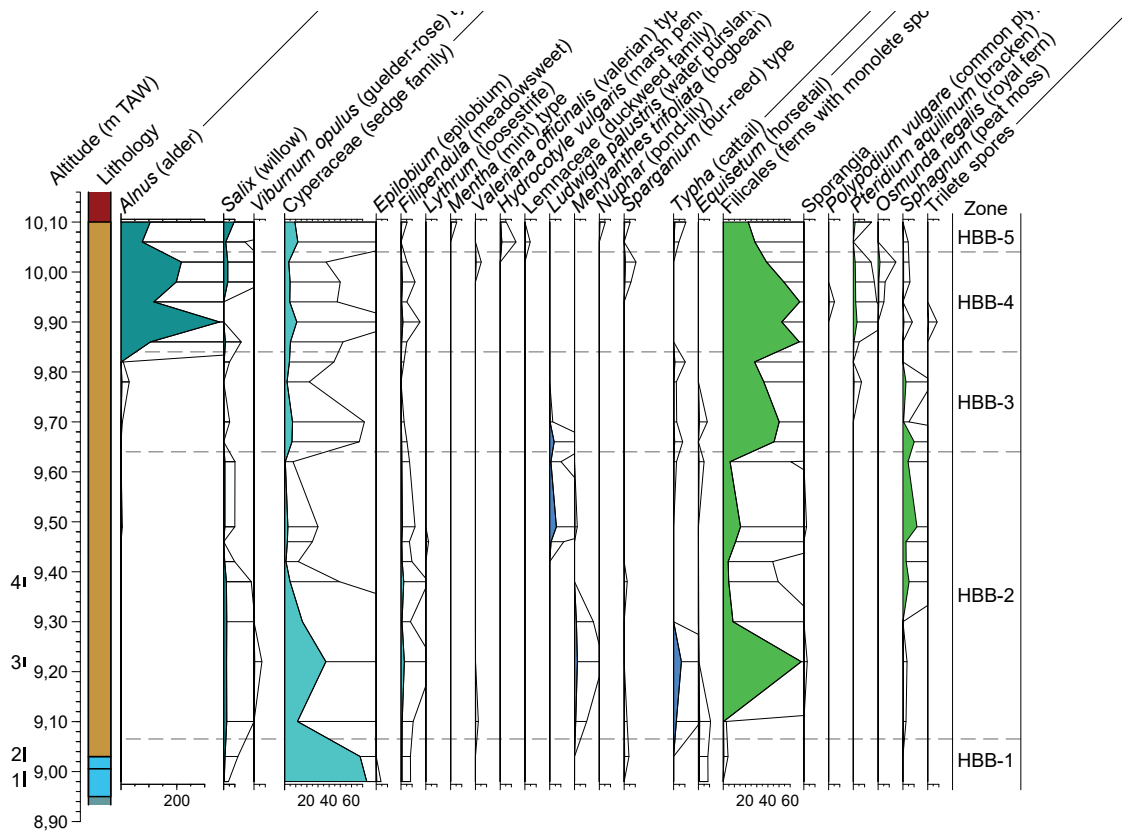 Altitude (m TAW)
Lithology
Alnus (alder)
Salix (willow)
Viburnum opulus (guelder-rose)
Cyperaceae (sedge family)
Epilobium (epilobium)
Filipendula (meadowsweet)
Lythrum (loosestrife)
Mentha (mint) type
Valeriana officinalis (valerian)
Hydrocotyle vulgaris (marsh
Lemnaceae (duckweed family)
Ludwigia palustris (water
Menyanthes trifoliata (bogbean)
Nuphar (pond-lily)
Sparganium (bur-reed) type
Typha (cattail)
Equisetum (horsetail)
Filicales (ferns with monolete
Sporangia
Polypodium vulgare (common
Pteridium aquilinum (bracken)
Osmunda regalis (royal fern)
Sphagnum (peat moss)
Trilete spores
Zone
10,10
HBB-5
10,00
HBB-4
9,90
9,80
HBB-3
9,70
9,60
9,50
9,40
4
HBB-2
9,30
3
9,20
9,10
2
9,00
HBB-1
1
200
20 40 60
20 40 60
8,90